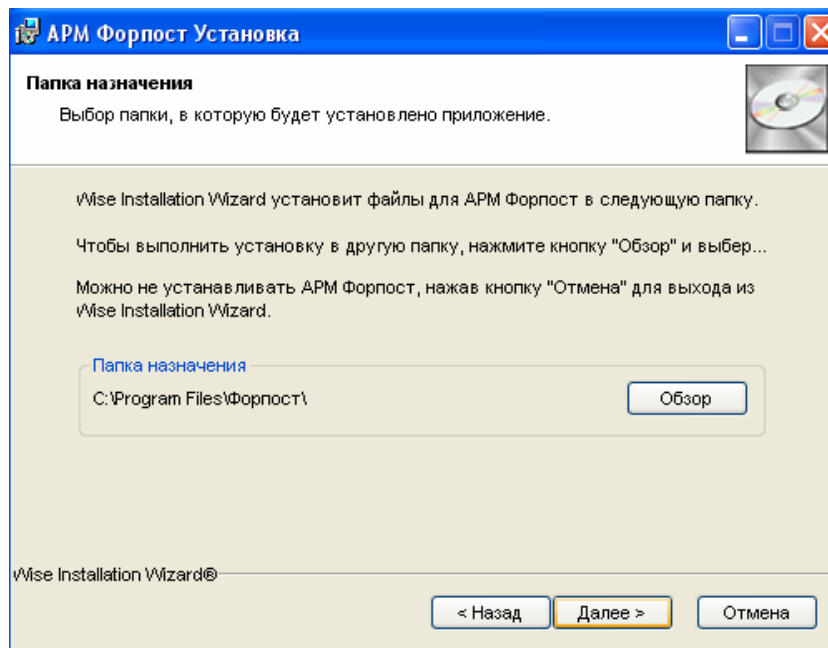 АРМ Форпост Установка
Папка назначения
Выбор папки, в которую будет установлено приложение.
Wise Installation Wizard установит файлы для АРМ Форпост в следующую папку.
Чтобы выполнить установку в другую папку, нажмите кнопку "Обзор" и выбер...
Можно не устанавливать АРМ Форпост, нажав кнопку "Отмена" для выхода из
Wise Installation Wizard.
Папка назначения
C:\Program Files\Форпост\
Обзор
Wise Installation Wizard®
< Назад
Далее >
Отмена